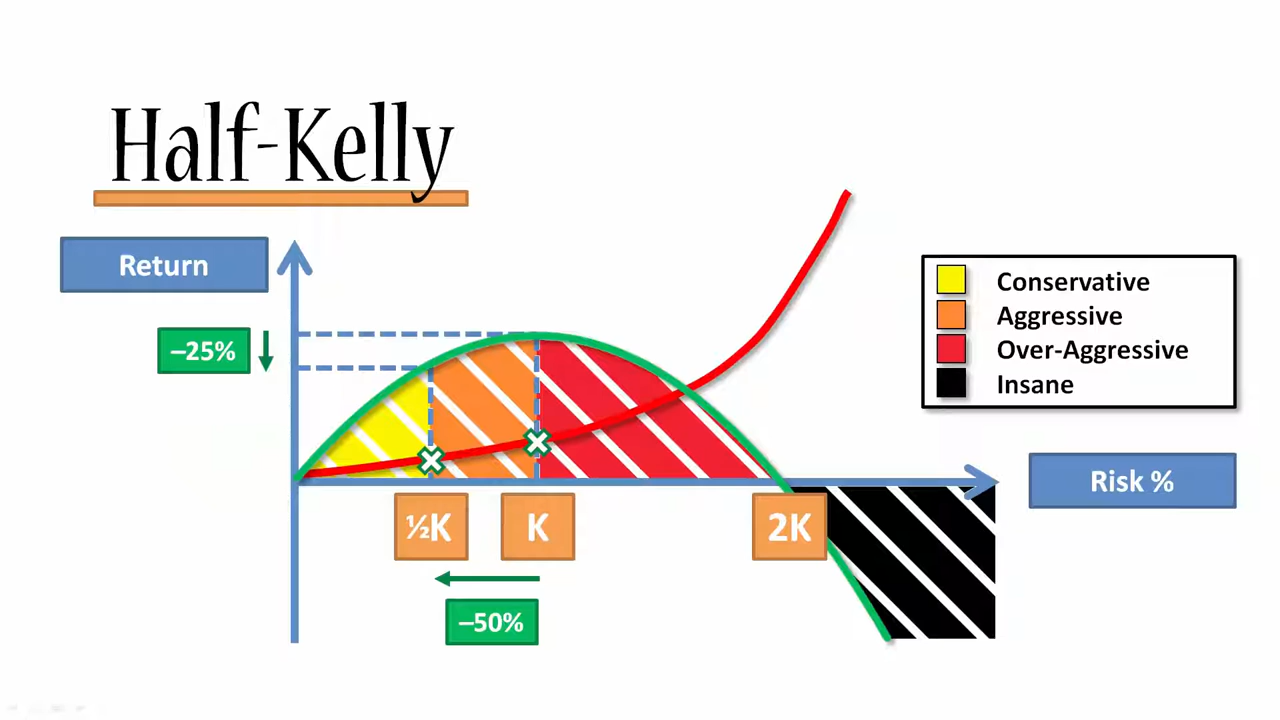 Half-Kelly
Return
–25%
Conservative
Aggressive
Over-Aggressive
Insane
Risk %
½K
K
2K
–50%